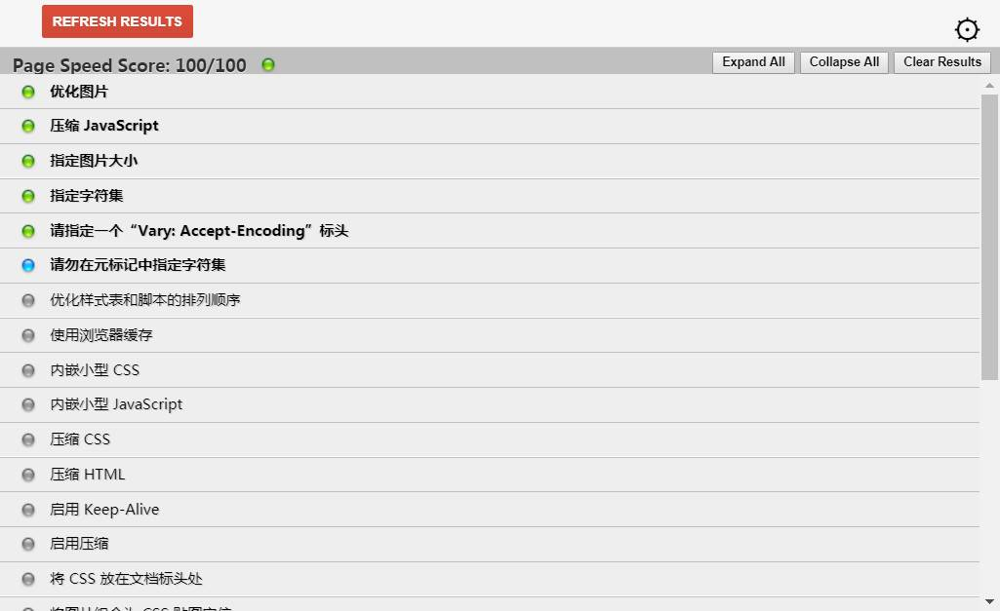 REFRESH RESULTS
Page Speed Score: 100/100
Expand All
Collapse All
Clear Results
优化图片
压缩 JavaScript
指定图片大小
指定字符集
请指定一个“Vary: Accept-Encoding”标头
请勿在元标记中指定字符集
优化样式表和脚本的排列顺序
使用浏览器缓存
内嵌小型 CSS
内嵌小型 JavaScript
压缩 CSS
压缩 HTML
启用 Keep-Alive
启用压缩
将 CSS 放在文档标头处